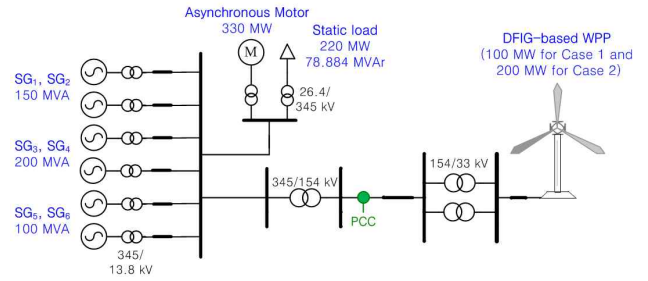 Asynchronous Motor
330 MW
M
Static load
220 MW
78.884 MVAr
DFIG-based WPP
(100 MW for Case 1 and
200 MW for Case 2)
SG₁, SG₂
150 MVA
26.4/
345 kV
SG₃, SG₄
200 MVA
345/154 kV
154/33 kV
PCC
SG₅, SG₆
100 MVA
345/
13.8 kV